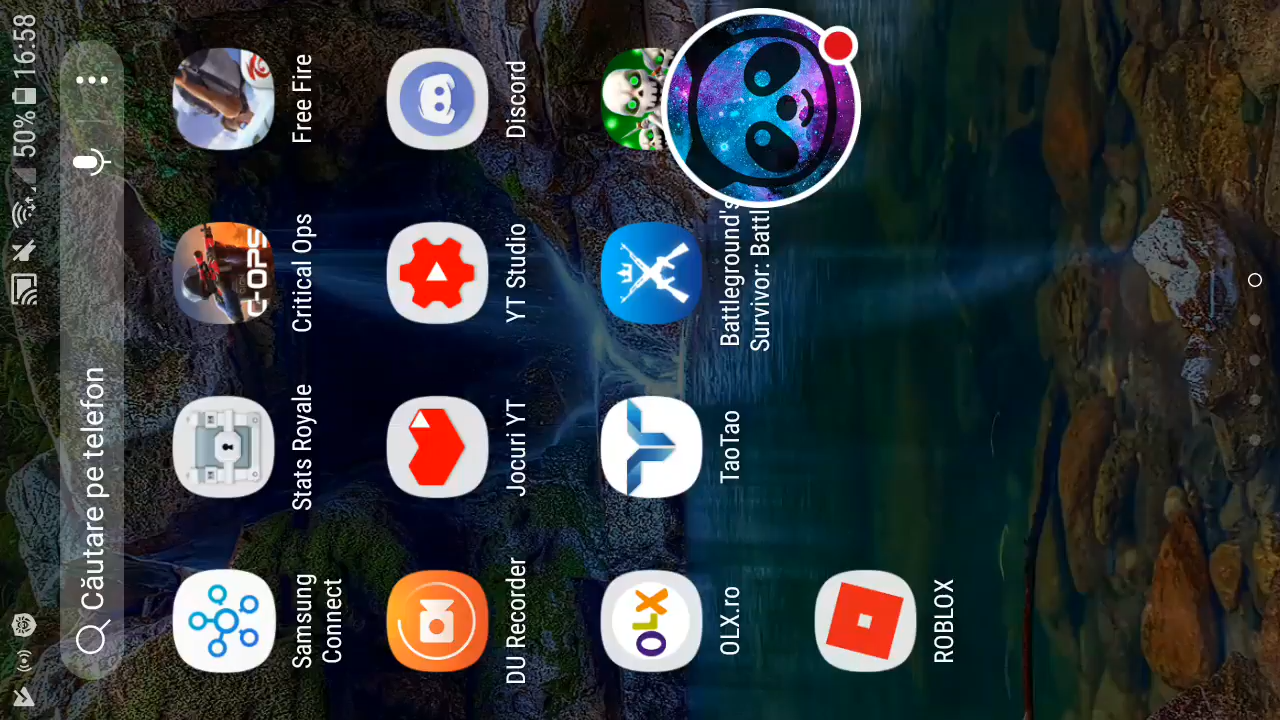 50% 16:58
Căutare pe telefon
Samsung Connect
Stats Royale
C-OPS
Critical Ops
Free Fire
DU Recorder
Jocuri YT
YT Studio
Discord
OLX
OLX.ro
TaoTao
Battleground's
Survivor: Battl
ROBLOX